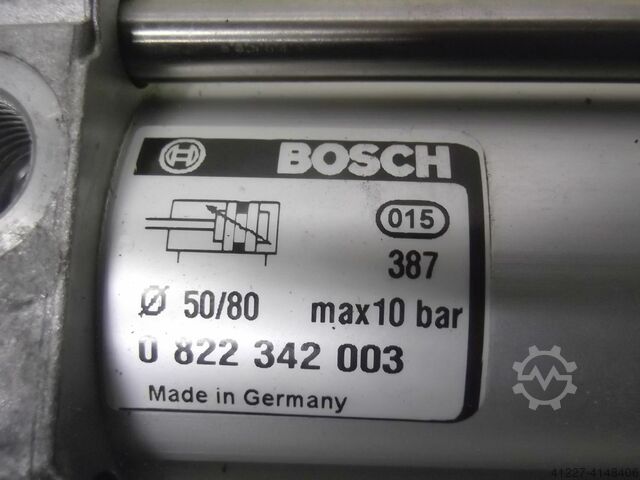 BOSCH
015
387
Ø 50/80 max10 bar
0 822 342 003
Made in Germany
41227-4148406